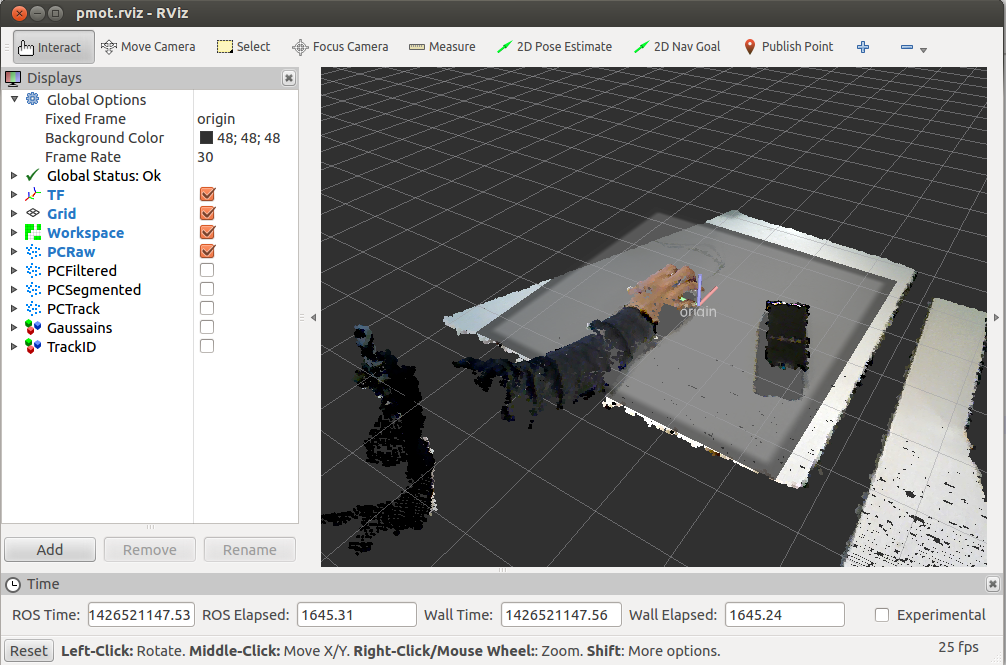 pmot.rviz - RViz
Interact Move Camera Select Focus Camera Measure 2D Pose Estimate 2D Nav Goal Publish Point
Displays
Global Options
Fixed Frame origin
Background Color 48; 48; 48
Frame Rate 30
Global Status: Ok
TF
Grid
Workspace
PCRaw
PCFiltered
PCSegmented
PCTrack
Gaussains
TrackID
origin
Add Remove Rename
Time
ROS Time: 1426521147.53 ROS Elapsed: 1645.31 Wall Time: 1426521147.56 Wall Elapsed: 1645.24 Experimental
Reset Left-Click: Rotate. Middle-Click: Move X/Y. Right-Click/Mouse Wheel:: Zoom. Shift: More options. 25 fps